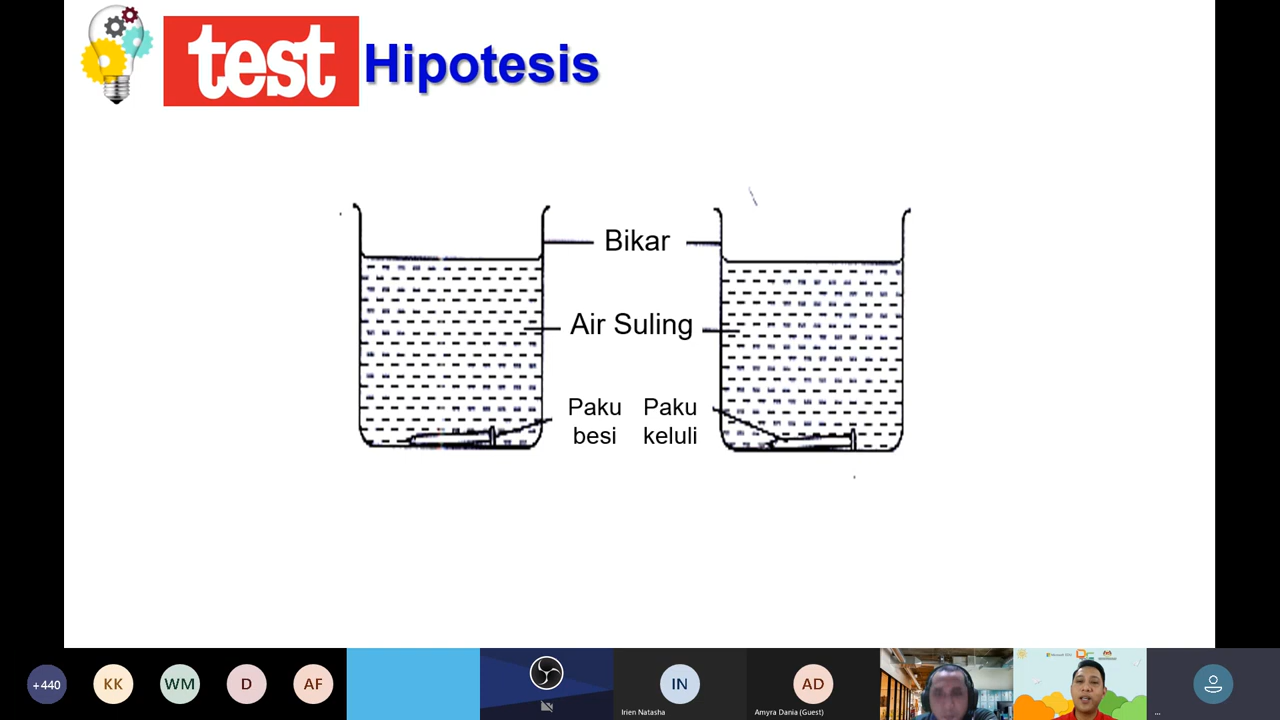 test Hipotesis
Bikar
Air Suling
Paku besi
Paku keluli
+440
KK
WM
D
AF
IN
Irien Natasha
AD
Amyra Dania (Guest)
...